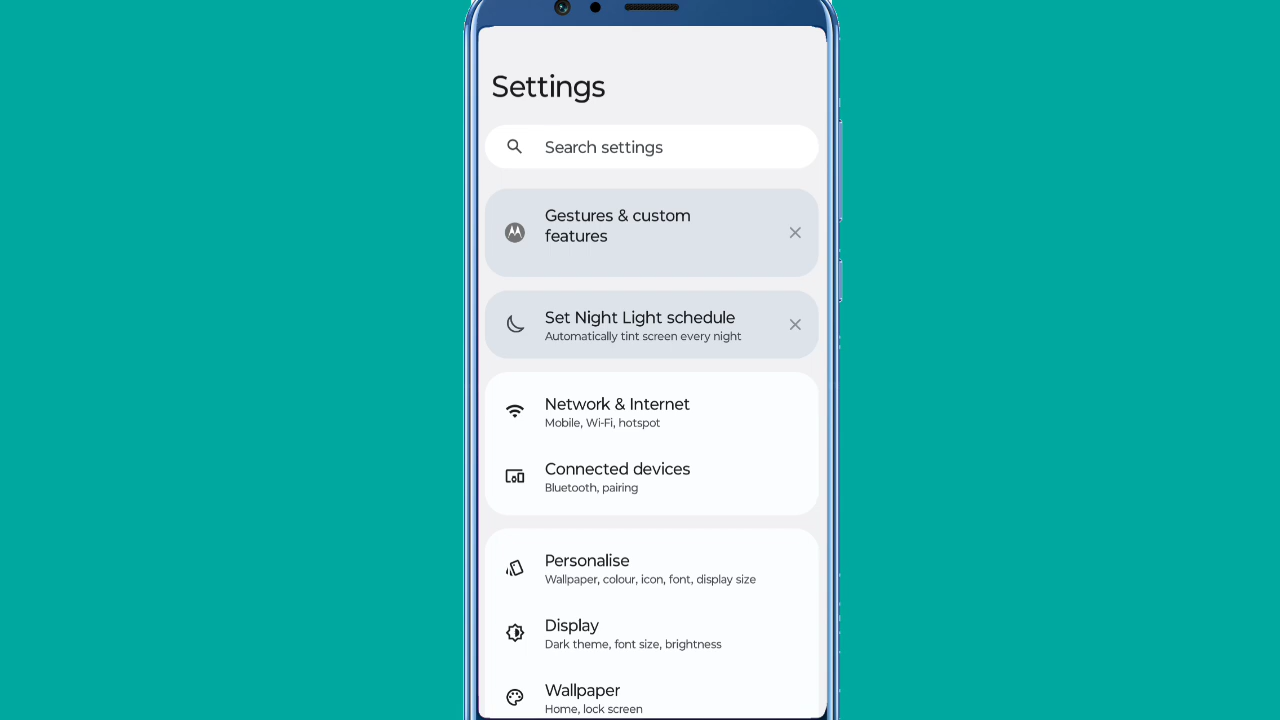 Settings
Search settings
Gestures & custom
features
Set Night Light schedule
Automatically tint screen every night
Network & Internet
Mobile, Wi-Fi, hotspot
Connected devices
Bluetooth, pairing
Personalise
Wallpaper, colour, icon, font, display size
Display
Dark theme, font size, brightness
Wallpaper
Home, lock screen